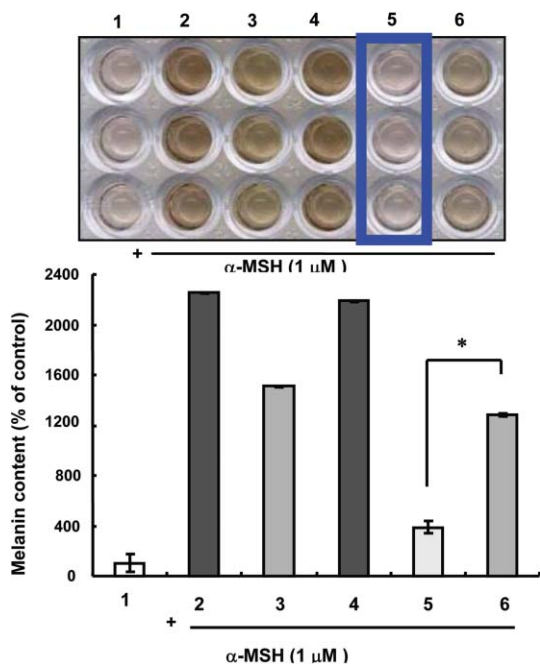 1 2 3 4 5 6
+
α-MSH (1 μM )
2400
2000
1600
1200
800
400
0
Melanin content (% of control)
*
1 2 3 4 5 6
+
α-MSH (1 μM )